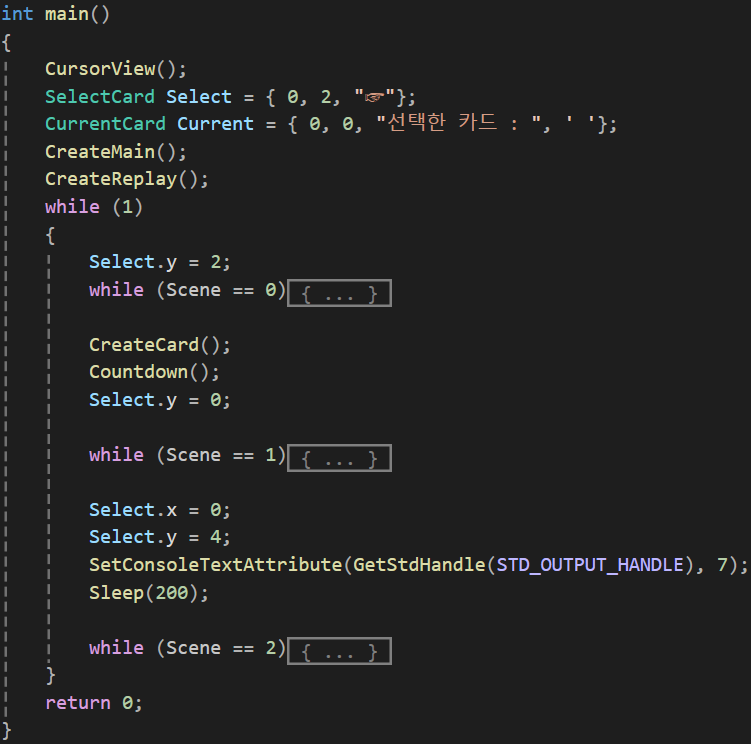 int main()
{
CursorView();
SelectCard Select = { 0, 2, "☞"};
CurrentCard Current = { 0, 0, "선택한 카드 : ", ' '};
CreateMain();
CreateReplay();
while (1)
{
Select.y = 2;
while (Scene == 0){ ... }
CreateCard();
Countdown();
Select.y = 0;
while (Scene == 1){ ... }
Select.x = 0;
Select.y = 4;
SetConsoleTextAttribute(GetStdHandle(STD_OUTPUT_HANDLE), 7);
Sleep(200);
while (Scene == 2){ ... }
}
return 0;
}